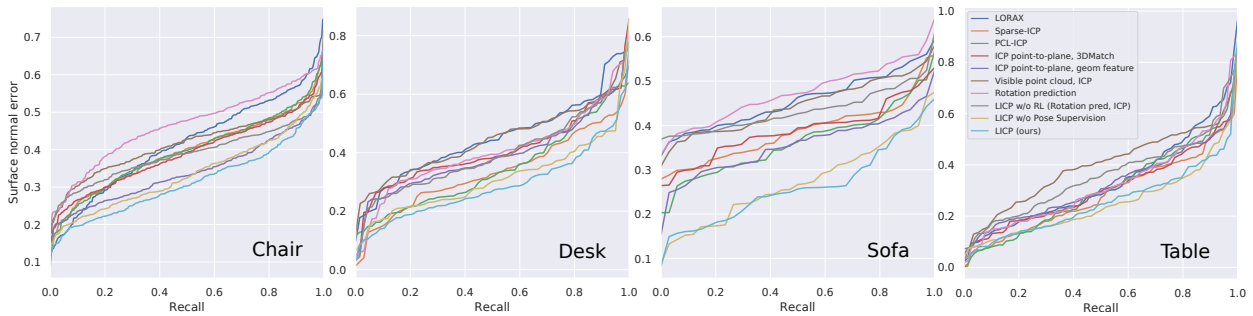 Surface normal error
0.7
0.6
0.5
0.4
0.3
0.2
0.1
0.0 0.2 0.4 0.6 0.8 1.0
Recall
Chair
0.8
0.6
0.4
0.2
0.0
0.0 0.2 0.4 0.6 0.8 1.0
Recall
Desk
0.6
0.5
0.4
0.3
0.2
0.1
0.0 0.2 0.4 0.6 0.8 1.0
Recall
Sofa
1.0
0.8
0.6
0.4
0.2
0.0
0.0 0.2 0.4 0.6 0.8 1.0
Recall
Table
LORAX
Sparse-ICP
PCL-ICP
ICP point-to-plane, 3DMatch
ICP point-to-plane, geom feature
Visible point cloud, ICP
Rotation prediction
LICP w/o RL (Rotation pred, ICP)
LICP w/o Pose Supervision
LICP (ours)